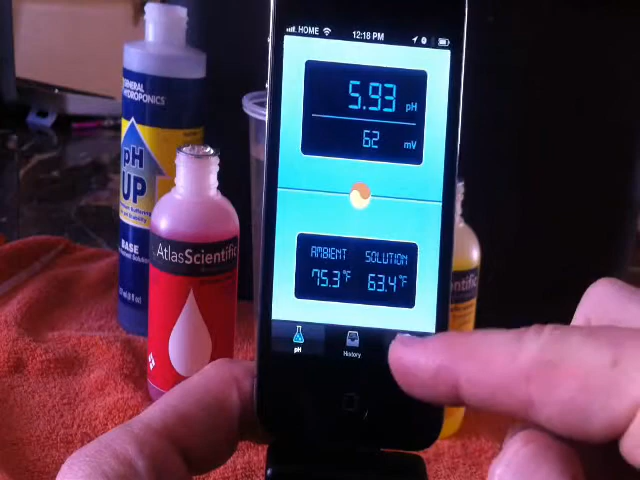 HOME 12:18 PM
5.93 pH
62 mV
AMBIENT SOLUTION
75.3°F 63.4°F
pH History
GENERAL
HYDROPONICS
pH
UP
BASE
AtlasScientific
ntific